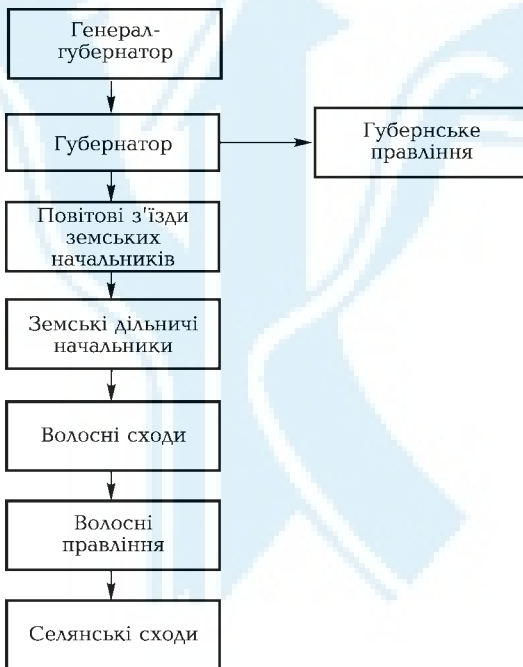 Генерал-
губернатор
Губернатор
Губернське
правління
Повітові з'їзди
земських
начальників
Земські дільничі
начальники
Волосні сходи
Волосні
правління
Селянські сходи